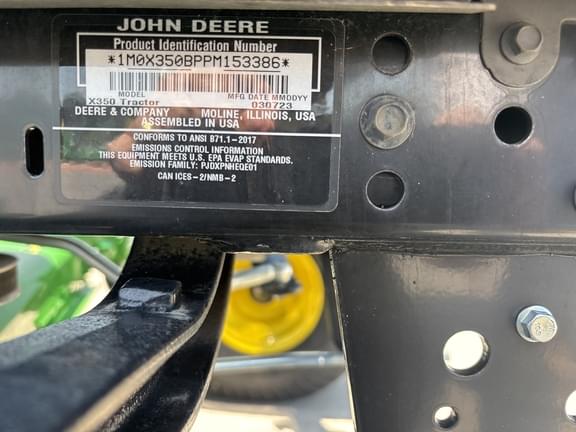 JOHN DEERE
Product Identification Number
*1M0X350BPPM153386*
MODEL MFG DATE MMDDYY
X350 Tractor 030723
DEERE & COMPANY MOLINE, ILLINOIS, USA
ASSEMBLED IN USA
CONFORMS TO ANSI B71.1-2017
EMISSIONS CONTROL INFORMATION
THIS EQUIPMENT MEETS U.S. EPA EVAP STANDARDS.
EMISSION FAMILY: PJDXPNHEQE01
CAN ICES-2/NMB-2